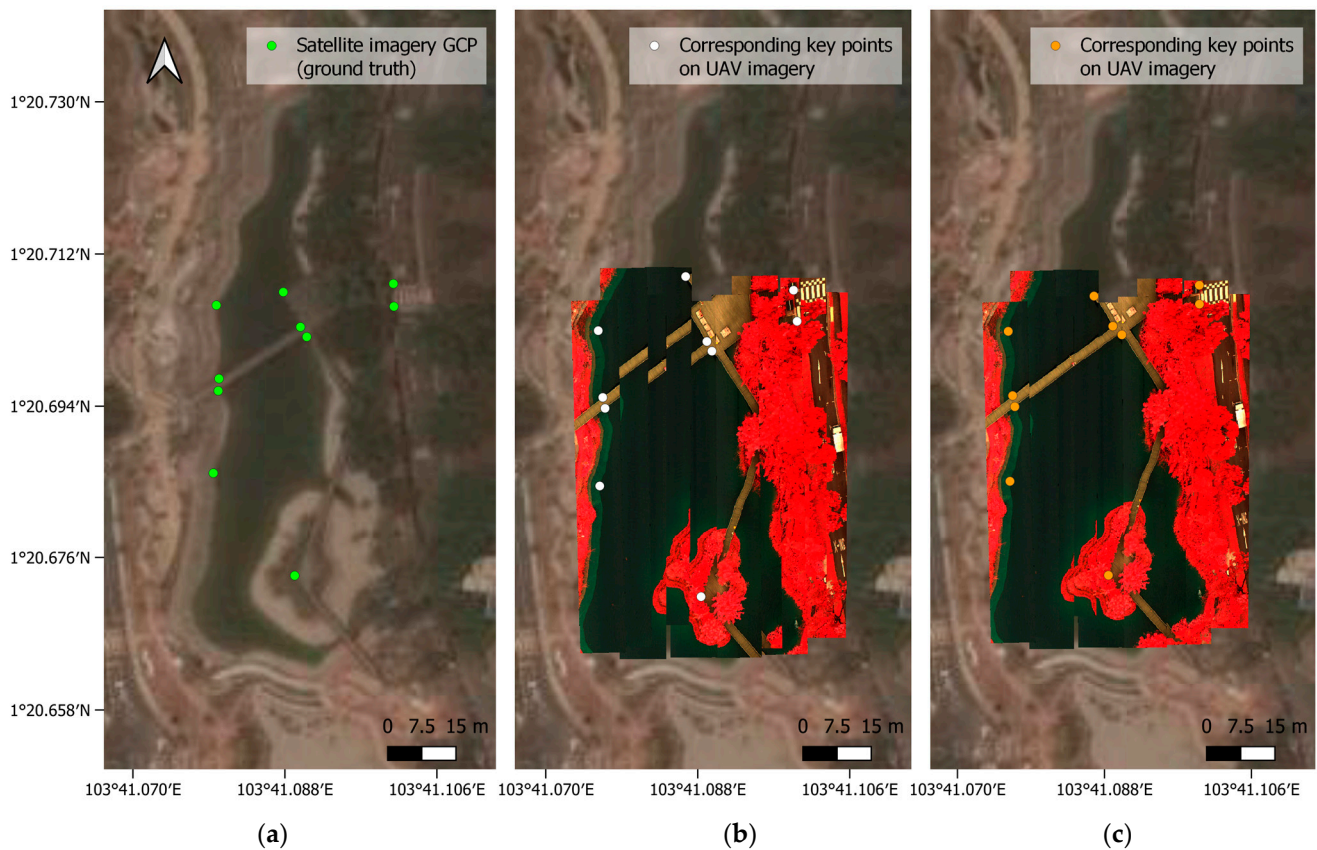 Satellite imagery GCP
(ground truth)
Corresponding key points
on UAV imagery
Corresponding key points
on UAV imagery
1°20.730′N
1°20.712′N
1°20.694′N
1°20.676′N
1°20.658′N
0 7.5 15 m
0 7.5 15 m
0 7.5 15 m
103°41.070′E 103°41.088′E 103°41.106′E
103°41.070′E 103°41.088′E 103°41.106′E
103°41.070′E 103°41.088′E 103°41.106′E
(a)
(b)
(c)